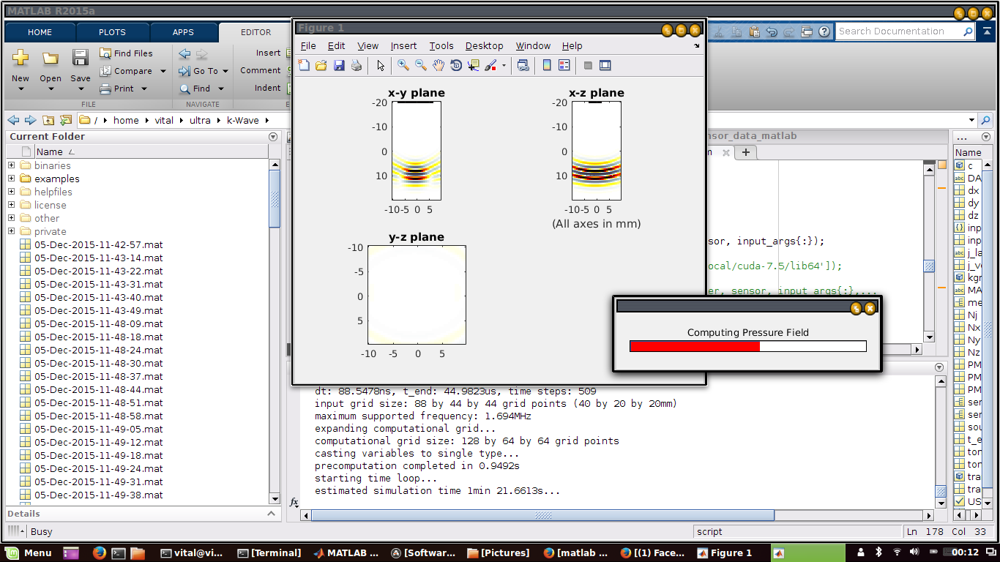 MATLAB R2015a
HOME PLOTS APPS EDITOR
Search Documentation
New Open Save
Find Files
Compare
Print
Go To
Find
Insert
Comment
Indent
FILE NAVIGATE
/ home vital ultra k-Wave
Current Folder
Name
binaries
examples
helpfiles
license
other
private
05-Dec-2015-11-42-57.mat
05-Dec-2015-11-43-14.mat
05-Dec-2015-11-43-22.mat
05-Dec-2015-11-43-31.mat
05-Dec-2015-11-43-40.mat
05-Dec-2015-11-43-49.mat
05-Dec-2015-11-48-09.mat
05-Dec-2015-11-48-18.mat
05-Dec-2015-11-48-24.mat
05-Dec-2015-11-48-30.mat
05-Dec-2015-11-48-37.mat
05-Dec-2015-11-48-44.mat
05-Dec-2015-11-48-51.mat
05-Dec-2015-11-48-58.mat
05-Dec-2015-11-49-05.mat
05-Dec-2015-11-49-12.mat
05-Dec-2015-11-49-18.mat
05-Dec-2015-11-49-24.mat
05-Dec-2015-11-49-31.mat
05-Dec-2015-11-49-38.mat
Details
Busy
Figure 1
File Edit View Insert Tools Desktop Window Help
x-y plane
-20
-10
0
10
-10 -5 0 5
x-z plane
-20
-10
0
10
-10 -5 0 5
(All axes in mm)
y-z plane
-10
-5
0
5
-10 -5 0 5
nsor_data_matlab
m
sor, input_args{:});
ocal/cuda-7.5/lib64']);
er, sensor, input_args{:},...
Computing Pressure Field
dt: 88.5478ns, t_end: 44.9823us, time steps: 509
input grid size: 88 by 44 by 44 grid points (40 by 20 by 20mm)
maximum supported frequency: 1.694MHz
expanding computational grid...
computational grid size: 128 by 64 by 64 grid points
casting variables to single type...
precomputation completed in 0.9492s
starting time loop...
estimated simulation time 1min 21.6613s...
fx
...
Name
c
DA
dx
dy
dz
inp
inp
j_la
j_v
kgr
MA
me
Nj
Nx
Ny
Nz
PM
PM
PM
ser
ser
sou
t_e
ton
ton
tra
tra
US
script
Ln 178 Col 33
Menu vital@vi... [Terminal] MATLAB ... [Softwar... [Pictures] [matlab ... [(1) Face... Figure 1 00:12